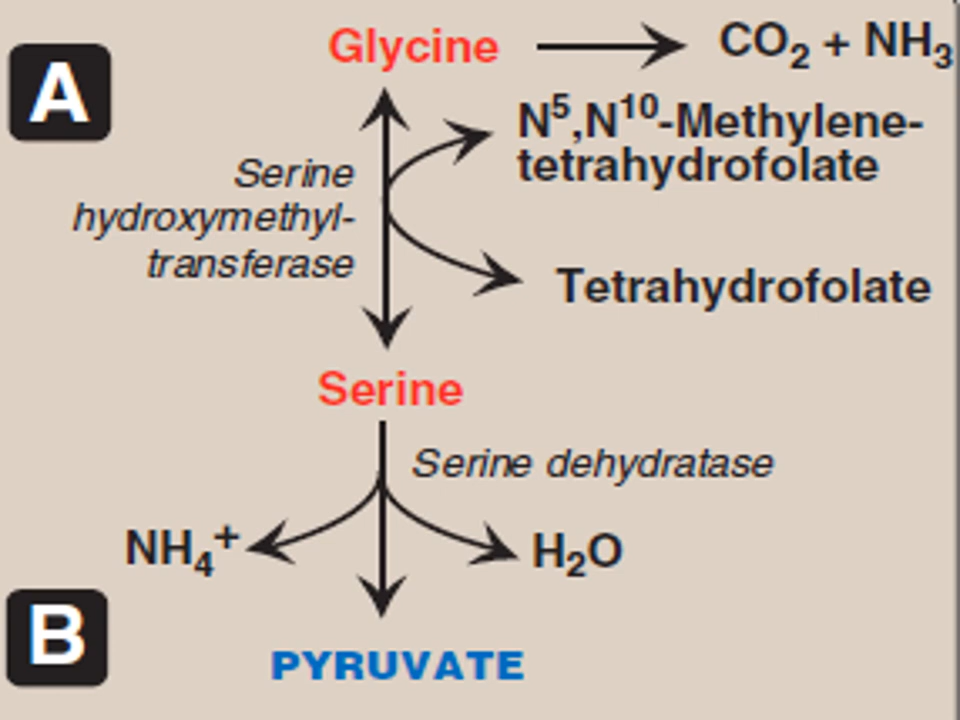 A
Glycine
CO₂ + NH₃
N⁵,N¹⁰-Methylene-
tetrahydrofolate
Serine
hydroxymethyl-
transferase
Tetrahydrofolate
Serine
Serine dehydratase
NH₄⁺
H₂O
B
PYRUVATE